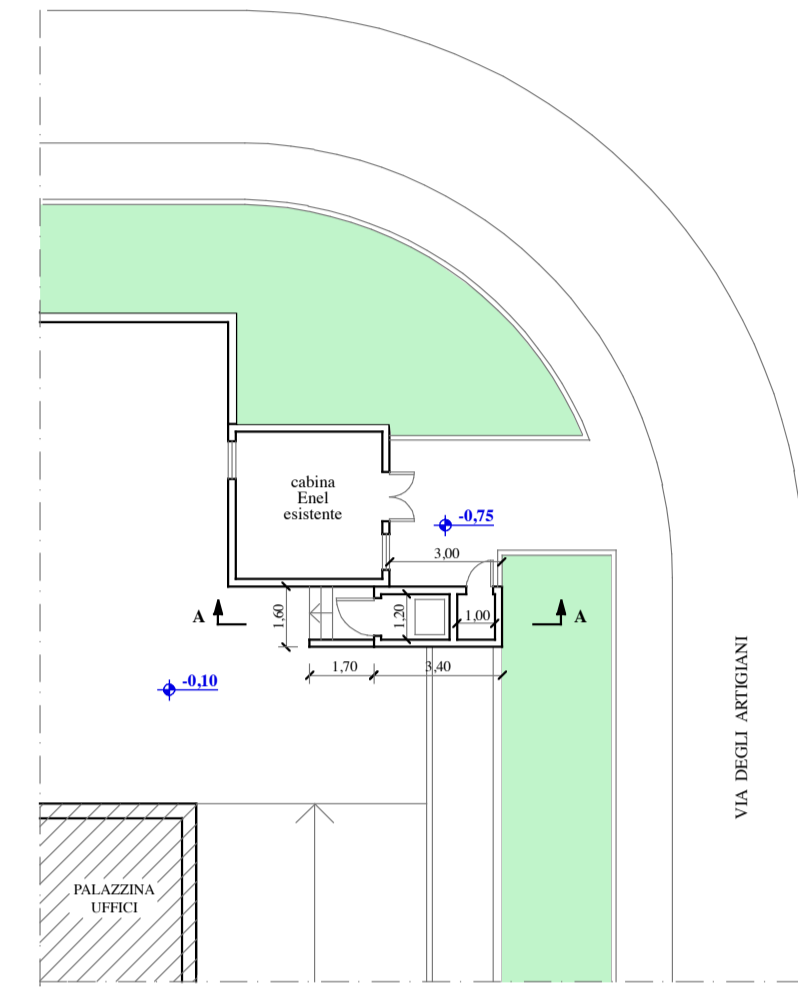 cabina
Enel
esistente
-0,75
3,00
A
1,60
1,20
1,00
A
1,70
3,40
-0,10
VIA DEGLI ARTIGIANI
PALAZZINA
UFFICI